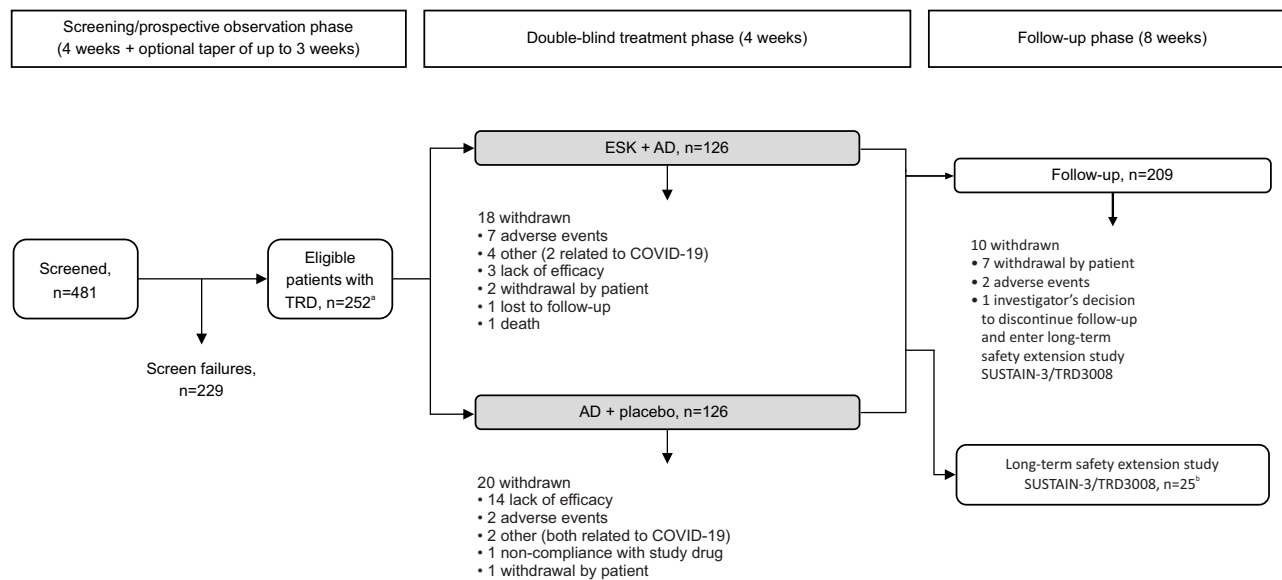 Screening/prospective observation phase
(4 weeks + optional taper of up to 3 weeks)
Double-blind treatment phase (4 weeks)
Follow-up phase (8 weeks)
Screened,
n=481
Screen failures,
n=229
Eligible
patients with
TRD, n=252ᵃ
ESK + AD, n=126
18 withdrawn
• 7 adverse events
• 4 other (2 related to COVID-19)
• 3 lack of efficacy
• 2 withdrawal by patient
• 1 lost to follow-up
• 1 death
AD + placebo, n=126
20 withdrawn
• 14 lack of efficacy
• 2 adverse events
• 2 other (both related to COVID-19)
• 1 non-compliance with study drug
• 1 withdrawal by patient
Follow-up, n=209
10 withdrawn
• 7 withdrawal by patient
• 2 adverse events
• 1 investigator’s decision
to discontinue follow-up
and enter long-term
safety extension study
SUSTAIN-3/TRD3008
Long-term safety extension study
SUSTAIN-3/TRD3008, n=25ᵇ